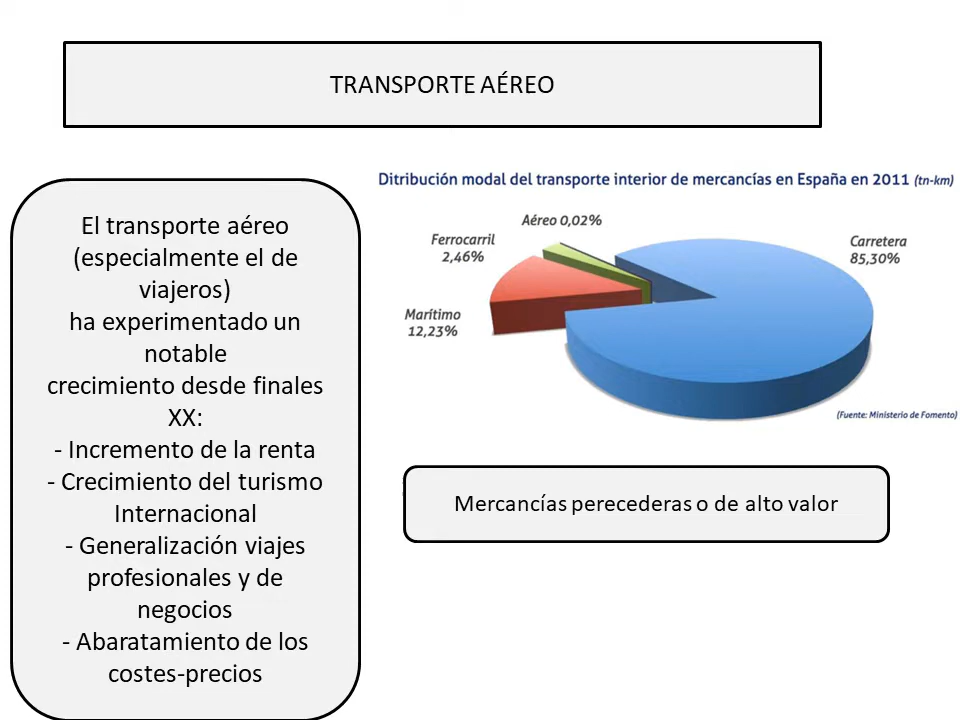 TRANSPORTE AÉREO
El transporte aéreo
(especialmente el de
viajeros)
ha experimentado un
notable
crecimiento desde finales
XX:
- Incremento de la renta
- Crecimiento del turismo
Internacional
- Generalización viajes
profesionales y de
negocios
- Abaratamiento de los
costes-precios
Ditribución modal del transporte interior de mercancías en España en 2011 (tn-km)
Aéreo 0,02%
Ferrocarril
2,46%
Carretera
85,30%
Marítimo
12,23%
(Fuente: Ministerio de Fomento)
Mercancías perecederas o de alto valor